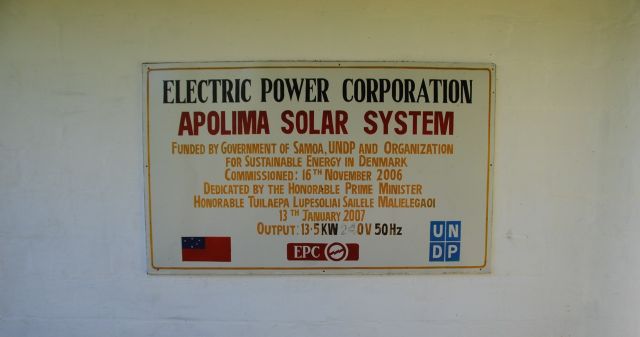 ELECTRIC POWER CORPORATION
APOLIMA SOLAR SYSTEM
FUNDED BY GOVERNMENT OF SAMOA, UNDP AND ORGANIZATION
FOR SUSTAINABLE ENERGY IN DENMARK
COMMISSIONED: 16TH NOVEMBER 2006
DEDICATED BY THE HONORABLE PRIME MINISTER
HONORABLE TUILAEPA LUPESOLIAI SAILELE MALIELEGAOI
13TH JANUARY 2007
OUTPUT: 13.5KW 240V 50HZ
EPC
UN
DP